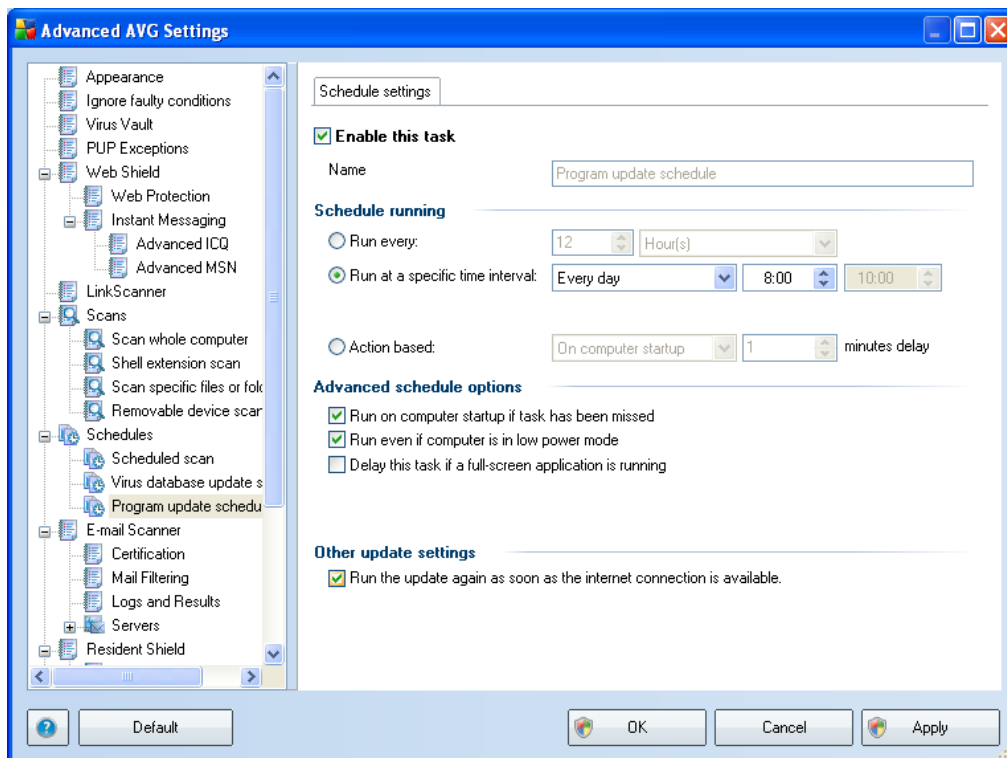 Advanced AVG Settings
Appearance
Ignore faulty conditions
Virus Vault
PUP Exceptions
Web Shield
Web Protection
Instant Messaging
Advanced ICQ
Advanced MSN
LinkScanner
Scans
Scan whole computer
Shell extension scan
Scan specific files or fold
Removable device scan
Schedules
Scheduled scan
Virus database update s
Program update schedu
E-mail Scanner
Certification
Mail Filtering
Logs and Results
Servers
Resident Shield
Schedule settings
Enable this task
Name Program update schedule
Schedule running
Run every: 12 Hour(s)
Run at a specific time interval: Every day 8:00 10:00
Action based: On computer startup 1 minutes delay
Advanced schedule options
Run on computer startup if task has been missed
Run even if computer is in low power mode
Delay this task if a full-screen application is running
Other update settings
Run the update again as soon as the internet connection is available.
? Default OK Cancel Apply